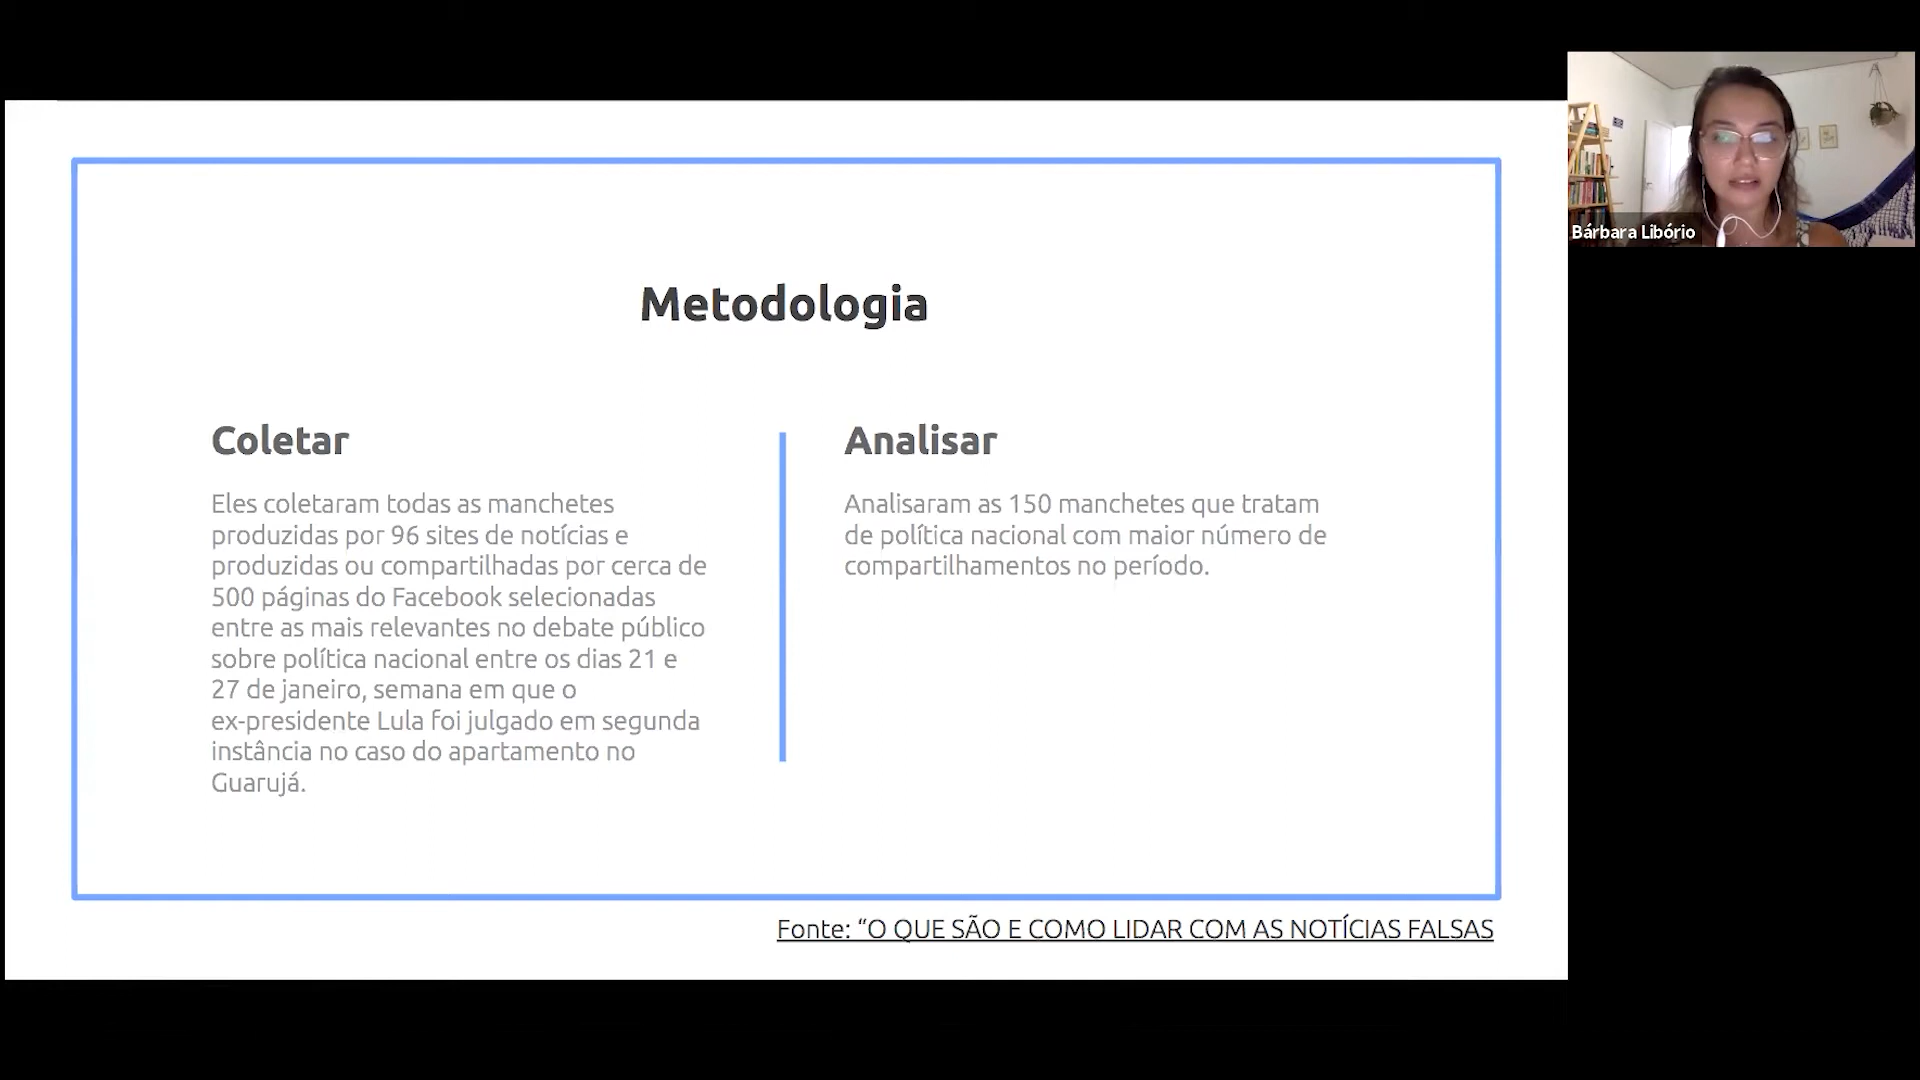 Metodologia
Coletar
Eles coletaram todas as manchetes
produzidas por 96 sites de notícias e
produzidas ou compartilhadas por cerca de
500 páginas do Facebook selecionadas
entre as mais relevantes no debate público
sobre política nacional entre os dias 21 e
27 de janeiro, semana em que o
ex-presidente Lula foi julgado em segunda
instância no caso do apartamento no
Guarujá.
Analisar
Analisaram as 150 manchetes que tratam
de política nacional com maior número de
compartilhamentos no período.
Fonte: “O QUE SÃO E COMO LIDAR COM AS NOTÍCIAS FALSAS
Bárbara Libório